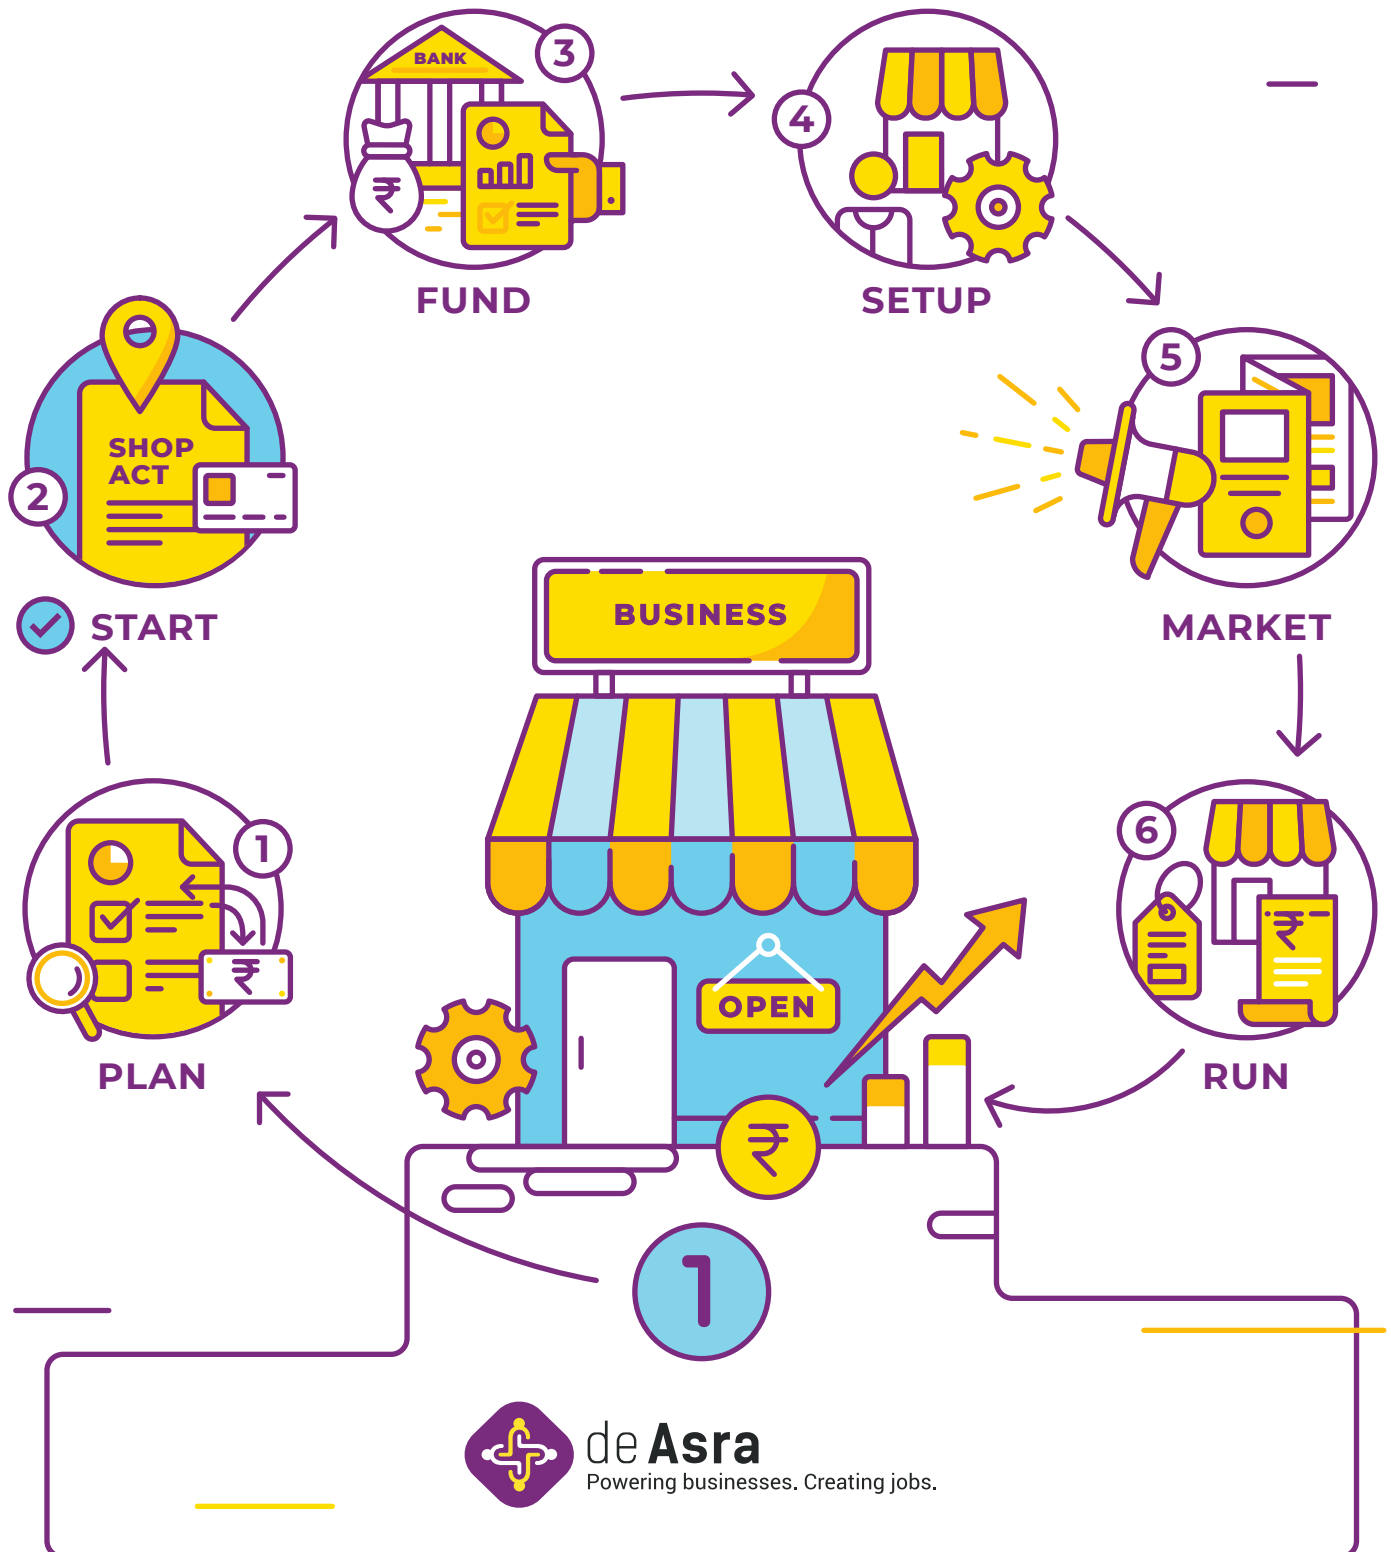 BANK
3
₹
FUND
4
SETUP
SHOP
ACT
2
START
5
MARKET
BUSINESS
OPEN
₹
1
₹
PLAN
6
₹
RUN
1
de Asra
Powering businesses. Creating jobs.